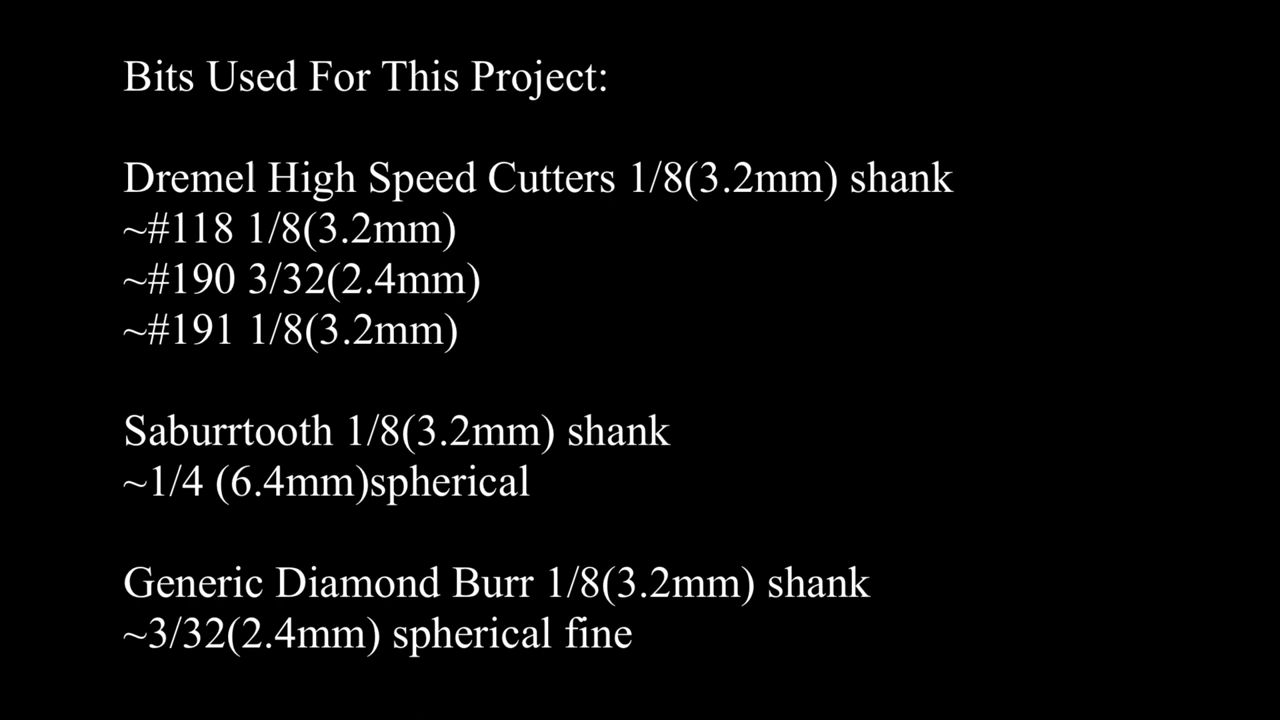 Bits Used For This Project:
Dremel High Speed Cutters 1/8(3.2mm) shank
~#118 1/8(3.2mm)
~#190 3/32(2.4mm)
~#191 1/8(3.2mm)
Saburrtooth 1/8(3.2mm) shank
~1/4 (6.4mm)spherical
Generic Diamond Burr 1/8(3.2mm) shank
~3/32(2.4mm) spherical fine